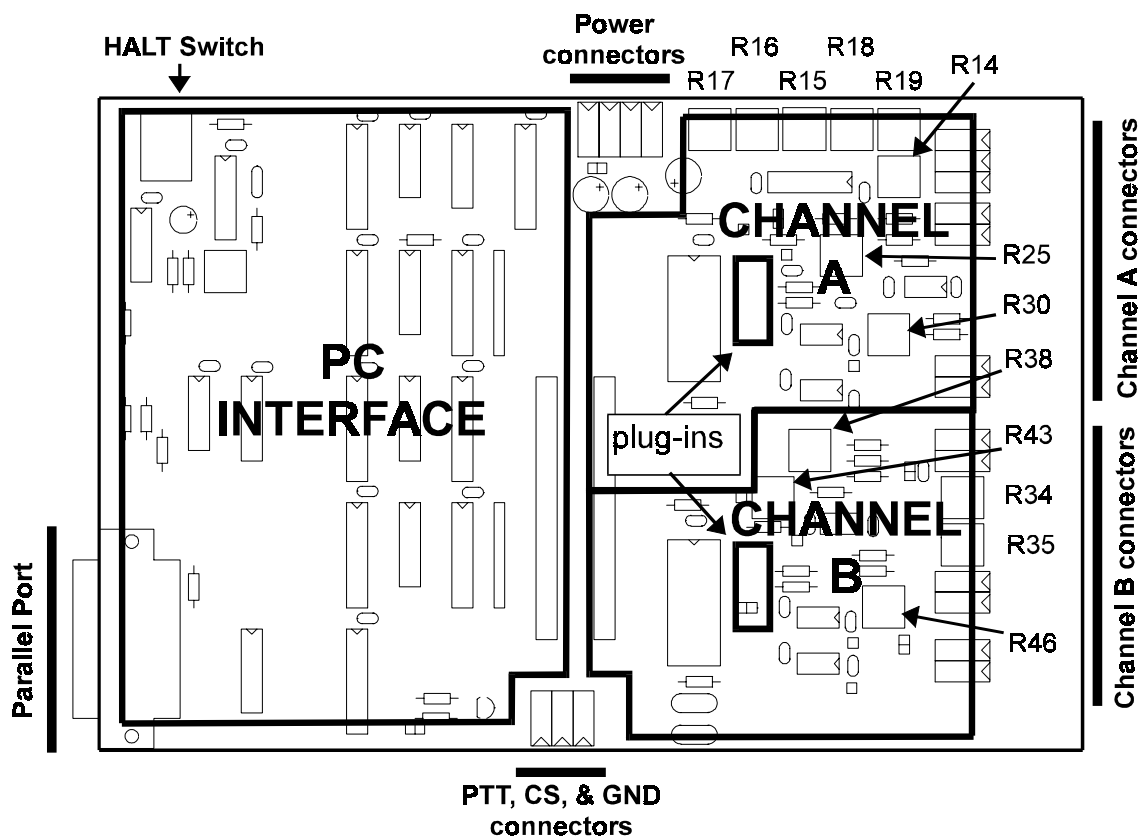 HALT Switch
Power
connectors
R16
R18
R17
R15
R19
R14
CHANNEL
A
R25
R30
R38
R43
R34
R35
R46
PC
INTERFACE
plug-ins
CHANNEL
B
Channel A connectors
Channel B connectors
Parallel Port
PTT, CS, & GND
connectors